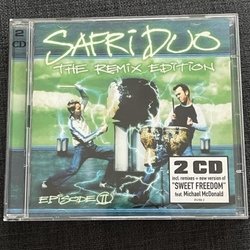 2
CD
SAFRI DUO
THE REMIX EDITION
EPISODE II
2 CD
incl. remixes + new version of
"SWEET FREEDOM"
feat. Michael McDonald